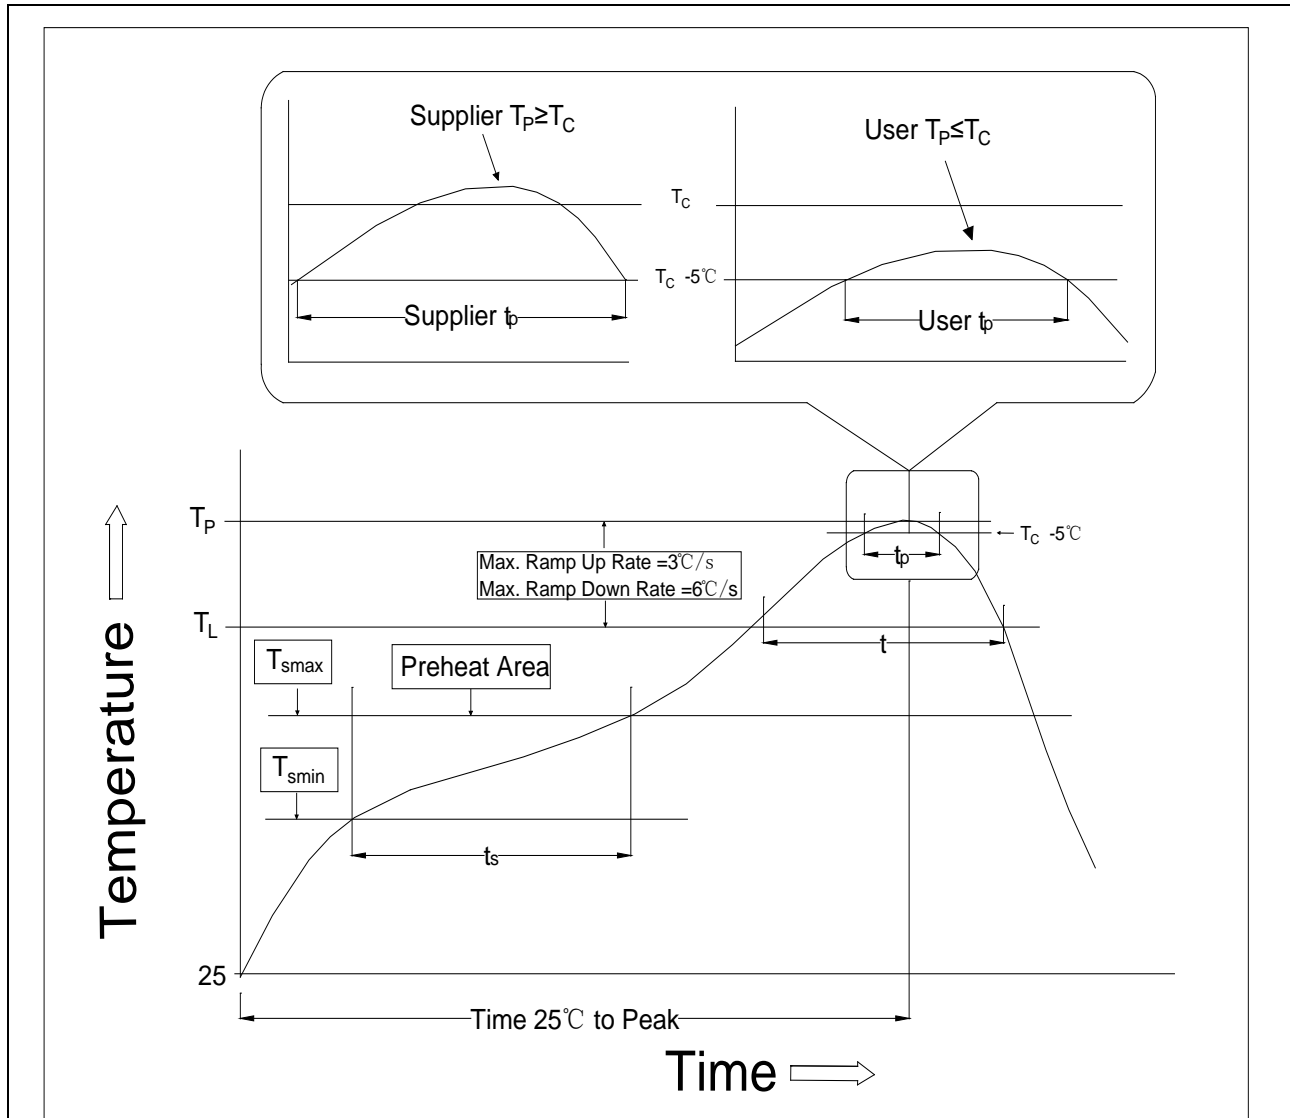 Supplier TP≥TC
User TP≤TC
TC
TC -5℃
Supplier tp
User tp
TP
TC -5℃
tp
Max. Ramp Up Rate =3℃/s
Max. Ramp Down Rate =6℃/s
TL
t
Tsmax
Preheat Area
Tsmin
ts
Temperature
25
Time 25℃ to Peak
Time